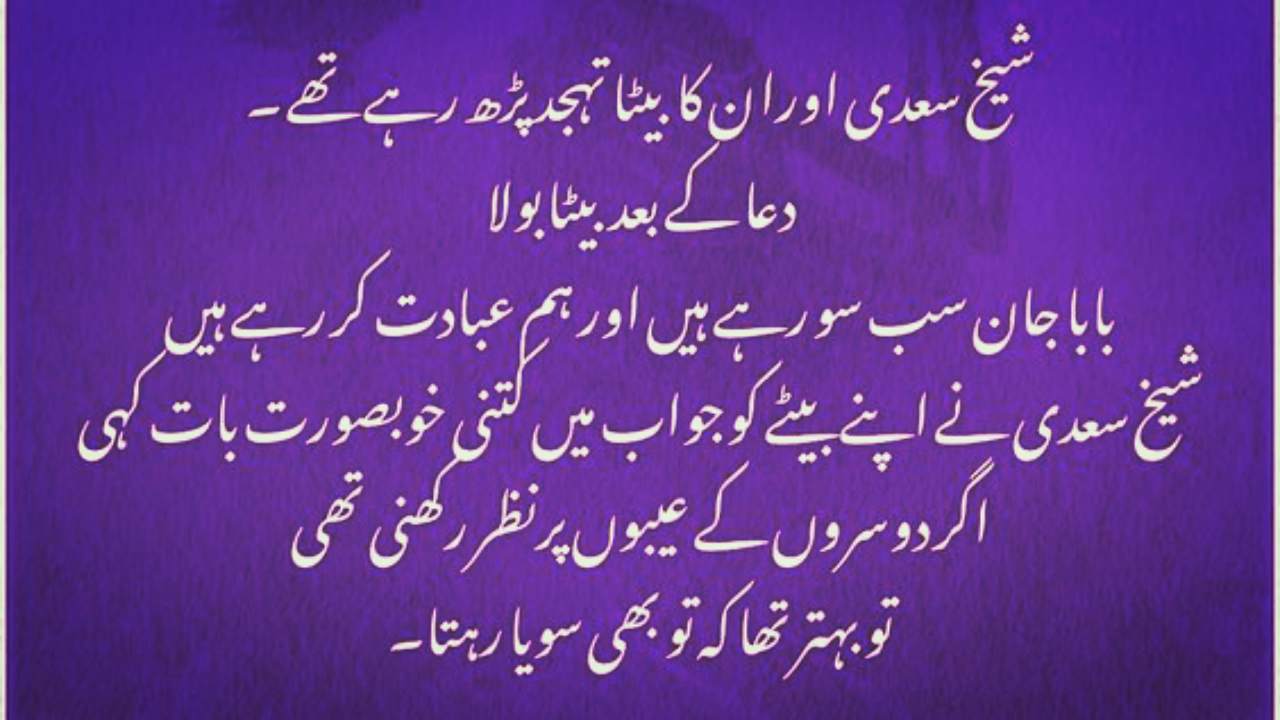 شیخ سعدی اور ان کا بیٹا تہجد پڑھ رہے تھے۔
دعا کے بعد بیٹا بولا
بابا جان سب سو رہے ہیں اور ہم عبادت کر رہے ہیں
شیخ سعدی نے اپنے بیٹے کو جواب میں کتنی خوبصورت بات کہی
اگر دوسروں کے عیبوں پر نظر رکھنی تھی
تو بہتر تھا کہ تو بھی سویا رہتا۔